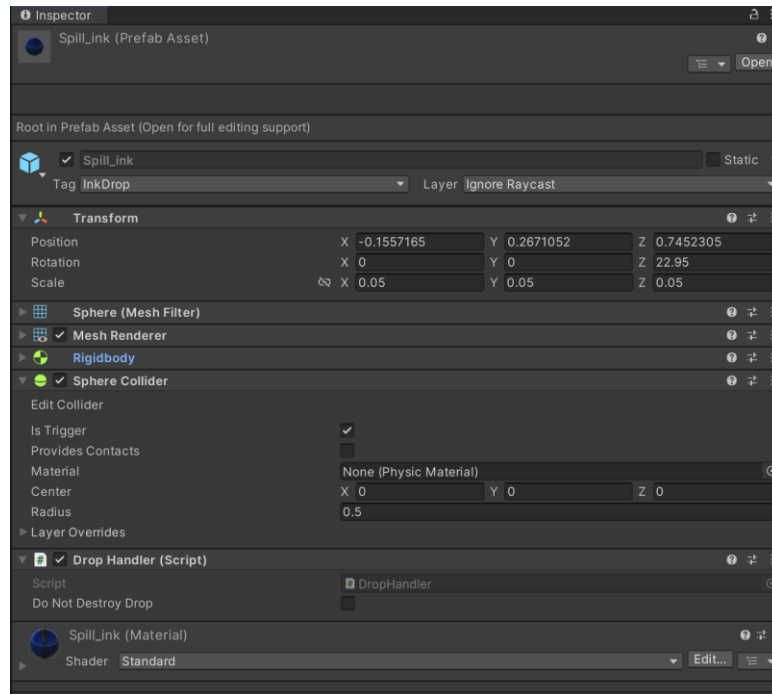 Inspector
Spill_ink (Prefab Asset)
Open
Root in Prefab Asset (Open for full editing support)
Spill_ink Static
Tag InkDrop Layer Ignore Raycast
Transform
Position X -0.1557165 Y 0.2671052 Z 0.7452305
Rotation X 0 Y 0 Z 22.95
Scale X 0.05 Y 0.05 Z 0.05
Sphere (Mesh Filter)
Mesh Renderer
Rigidbody
Sphere Collider
Edit Collider
Is Trigger
Provides Contacts
Material None (Physic Material)
Center X 0 Y 0 Z 0
Radius 0.5
Layer Overrides
# Drop Handler (Script)
Script DropHandler
Do Not Destroy Drop
Spill_ink (Material)
Shader Standard Edit...